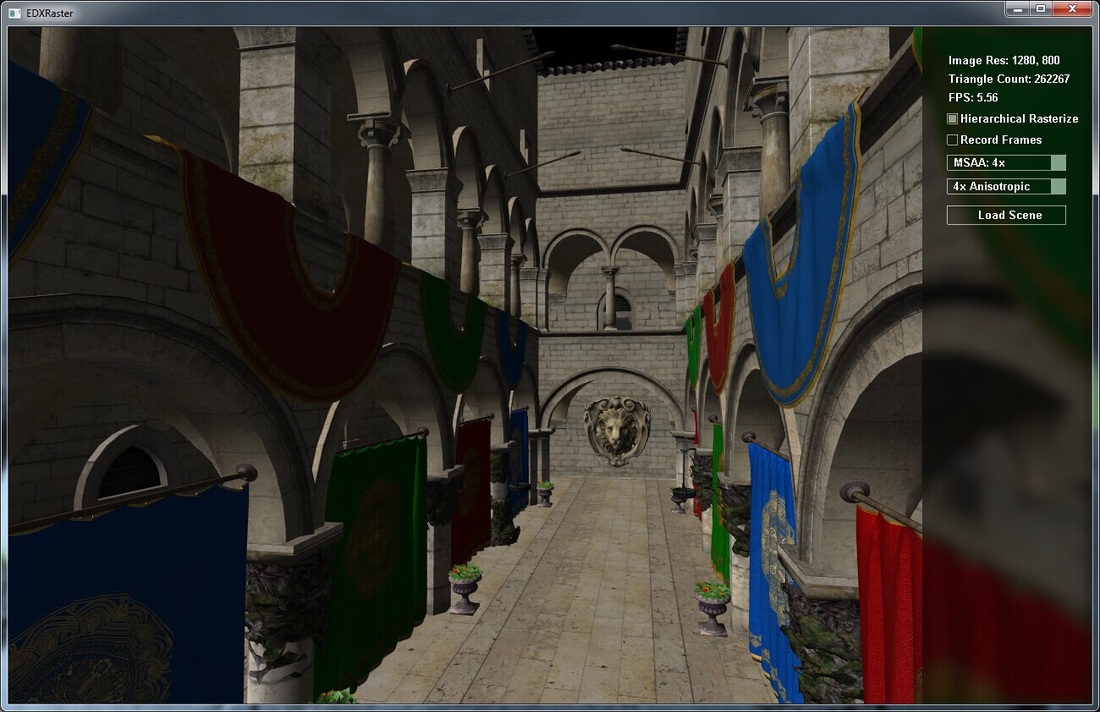 EDXRaster
Image Res: 1280, 800
Triangle Count: 262267
FPS: 5.56
Hierarchical Rasterize
Record Frames
MSAA: 4x
4x Anisotropic
Load Scene